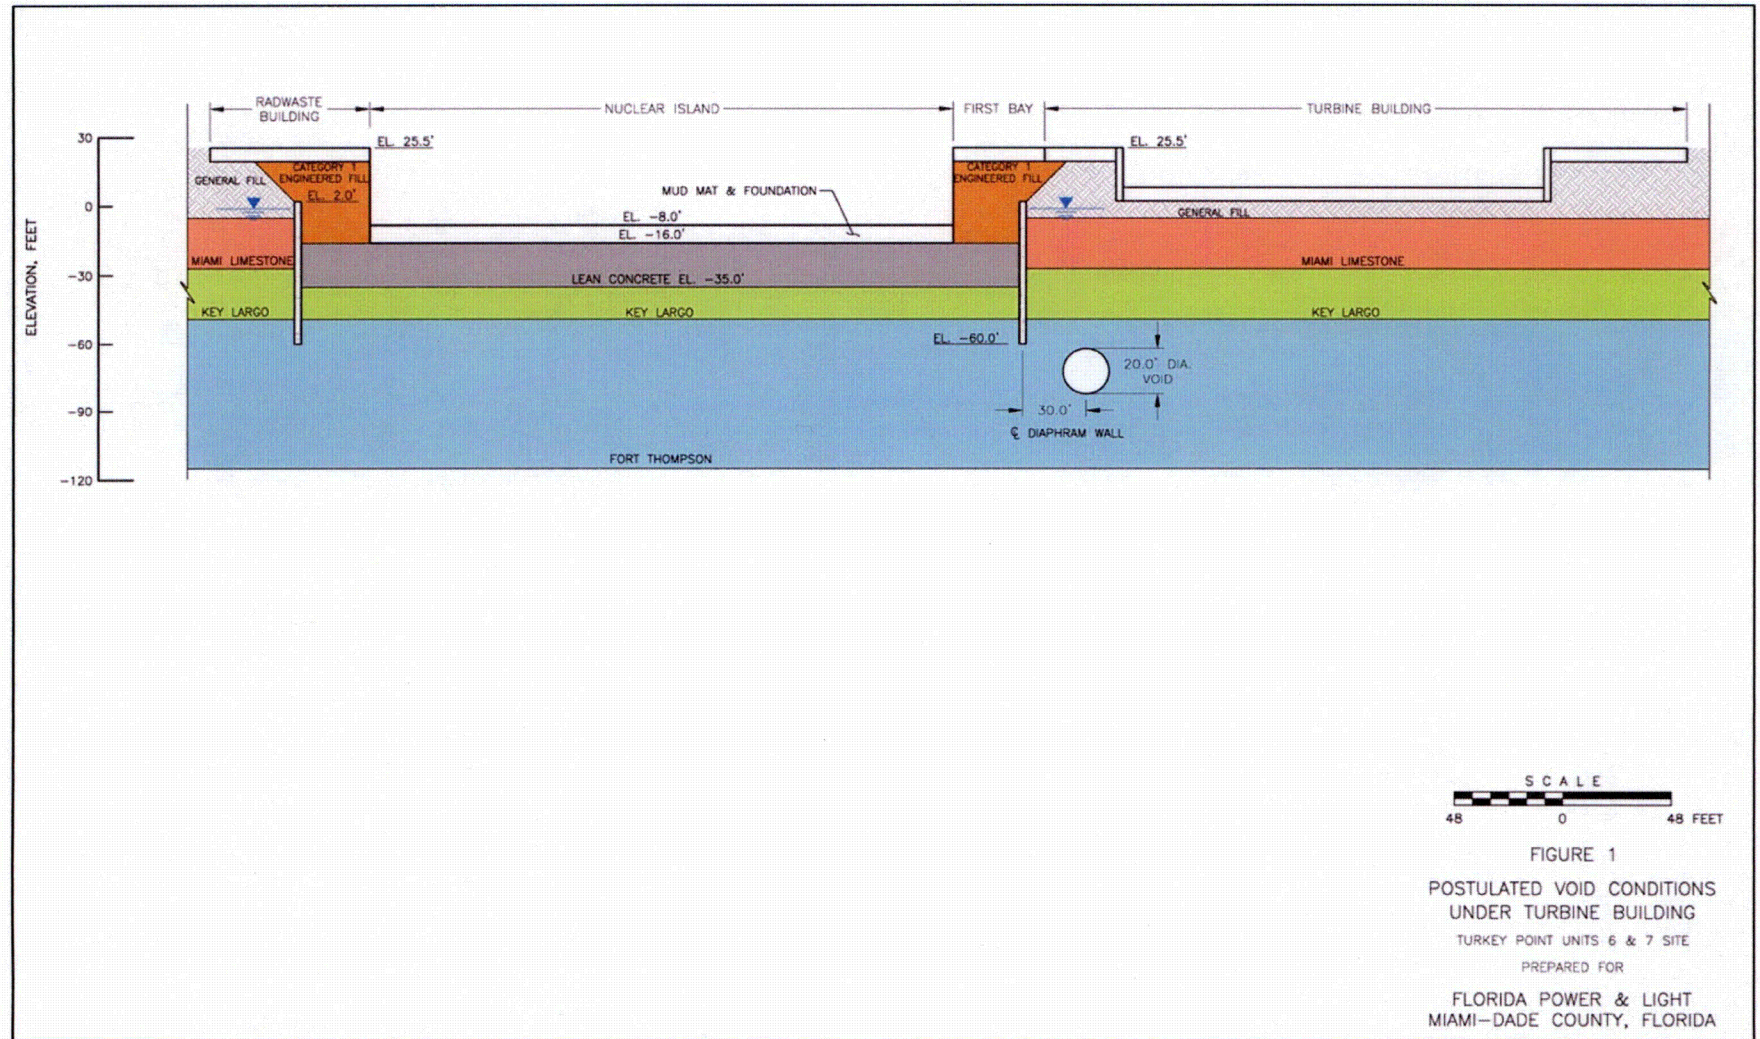 RADWASTE
BUILDING
NUCLEAR ISLAND
FIRST BAY
TURBINE BUILDING
30
0
-30
-60
-90
-120
ELEVATION, FEET
EL. 25.5'
EL. 25.5'
CATEGORY 1
ENGINEERED FILL
GENERAL FILL
EL. 2.0'
CATEGORY 1
ENGINEERED FILL
MUD MAT & FOUNDATION
EL. -8.0'
EL. -16.0'
GENERAL FILL
MIAMI LIMESTONE
MIAMI LIMESTONE
LEAN CONCRETE EL. -35.0'
KEY LARGO
KEY LARGO
KEY LARGO
EL. -60.0'
20.0' DIA.
VOID
30.0'
℄ DIAPHRAM WALL
FORT THOMPSON
SCALE
48 0 48 FEET
FIGURE 1
POSTULATED VOID CONDITIONS
UNDER TURBINE BUILDING
TURKEY POINT UNITS 6 & 7 SITE
PREPARED FOR
FLORIDA POWER & LIGHT
MIAMI-DADE COUNTY, FLORIDA